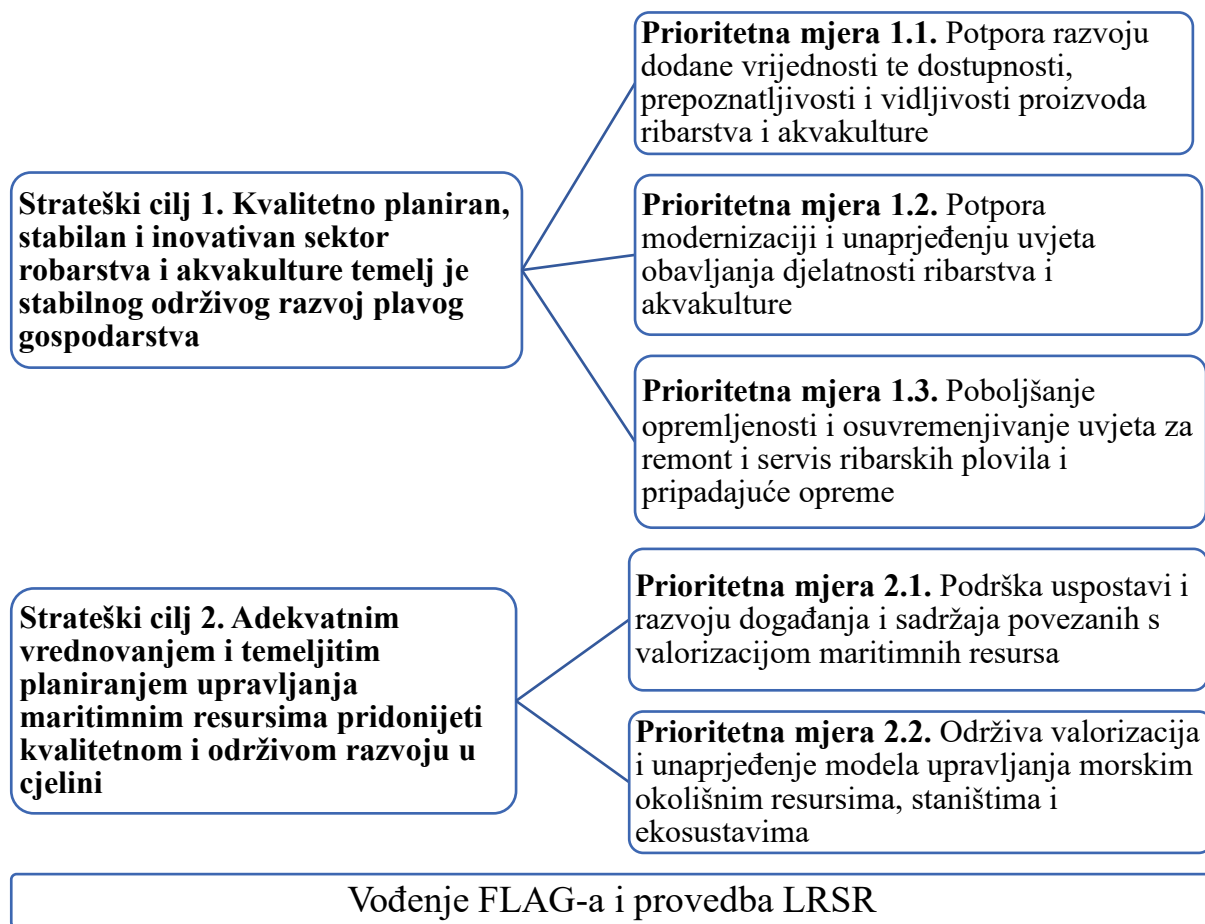 Strateški cilj 1. Kvalitetno planiran,
stabilan i inovativan sektor
robarstva i akvakulture temelj je
stabilnog održivog razvoj plavog
gospodarstva
Prioritetna mjera 1.1. Potpora razvoju
dodane vrijednosti te dostupnosti,
prepoznatljivosti i vidljivosti proizvoda
ribarstva i akvakulture
Prioritetna mjera 1.2. Potpora
modernizaciji i unaprjeđenju uvjeta
obavljanja djelatnosti ribarstva i
akvakulture
Prioritetna mjera 1.3. Poboljšanje
opremljenosti i osuvremenjivanje uvjeta za
remont i servis ribarskih plovila i
pripadajuće opreme
Strateški cilj 2. Adekvatnim
vrednovanjem i temeljitim
planiranjem upravljanja
maritimnim resursima pridonijeti
kvalitetnom i održivom razvoju u
cjelini
Prioritetna mjera 2.1. Podrška uspostavi i
razvoju događanja i sadržaja povezanih s
valorizacijom maritimnih resursa
Prioritetna mjera 2.2. Održiva valorizacija
i unaprjeđenje modela upravljanja morskim
okolišnim resursima, staništima i
ekosustavima
Vođenje FLAG-a i provedba LRSR